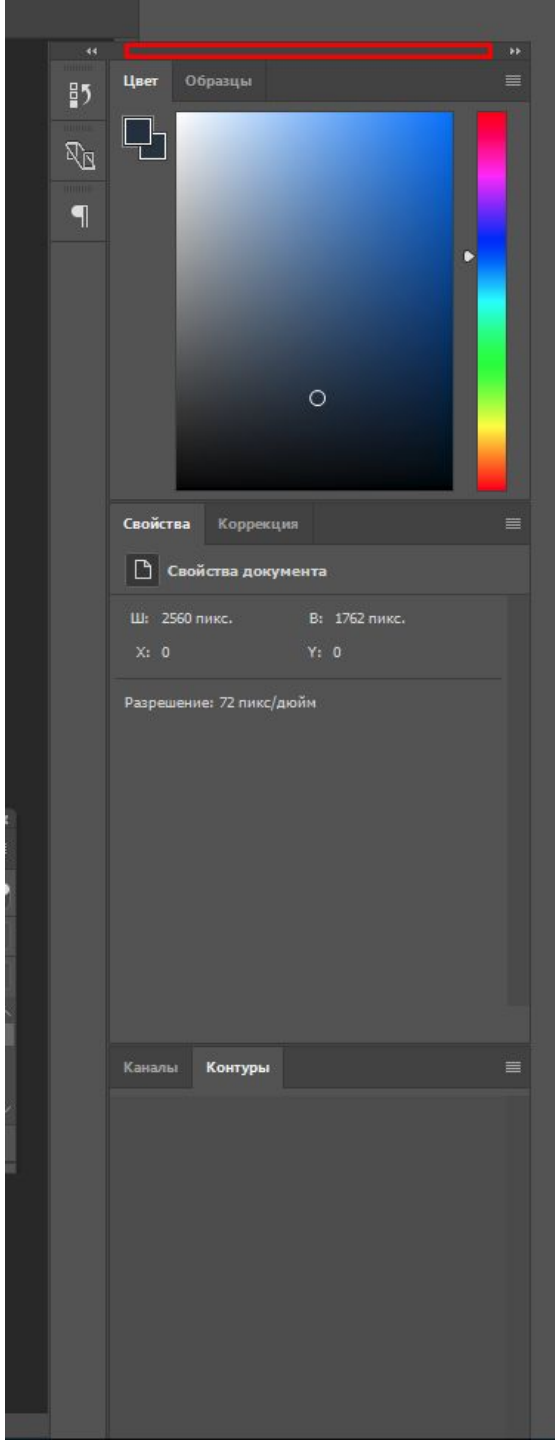 Цвет Образцы
Свойства Коррекция
Свойства документа
Ш: 2560 пикс. В: 1762 пикс.
X: 0 Y: 0
Разрешение: 72 пикс/дюйм
Каналы Контуры